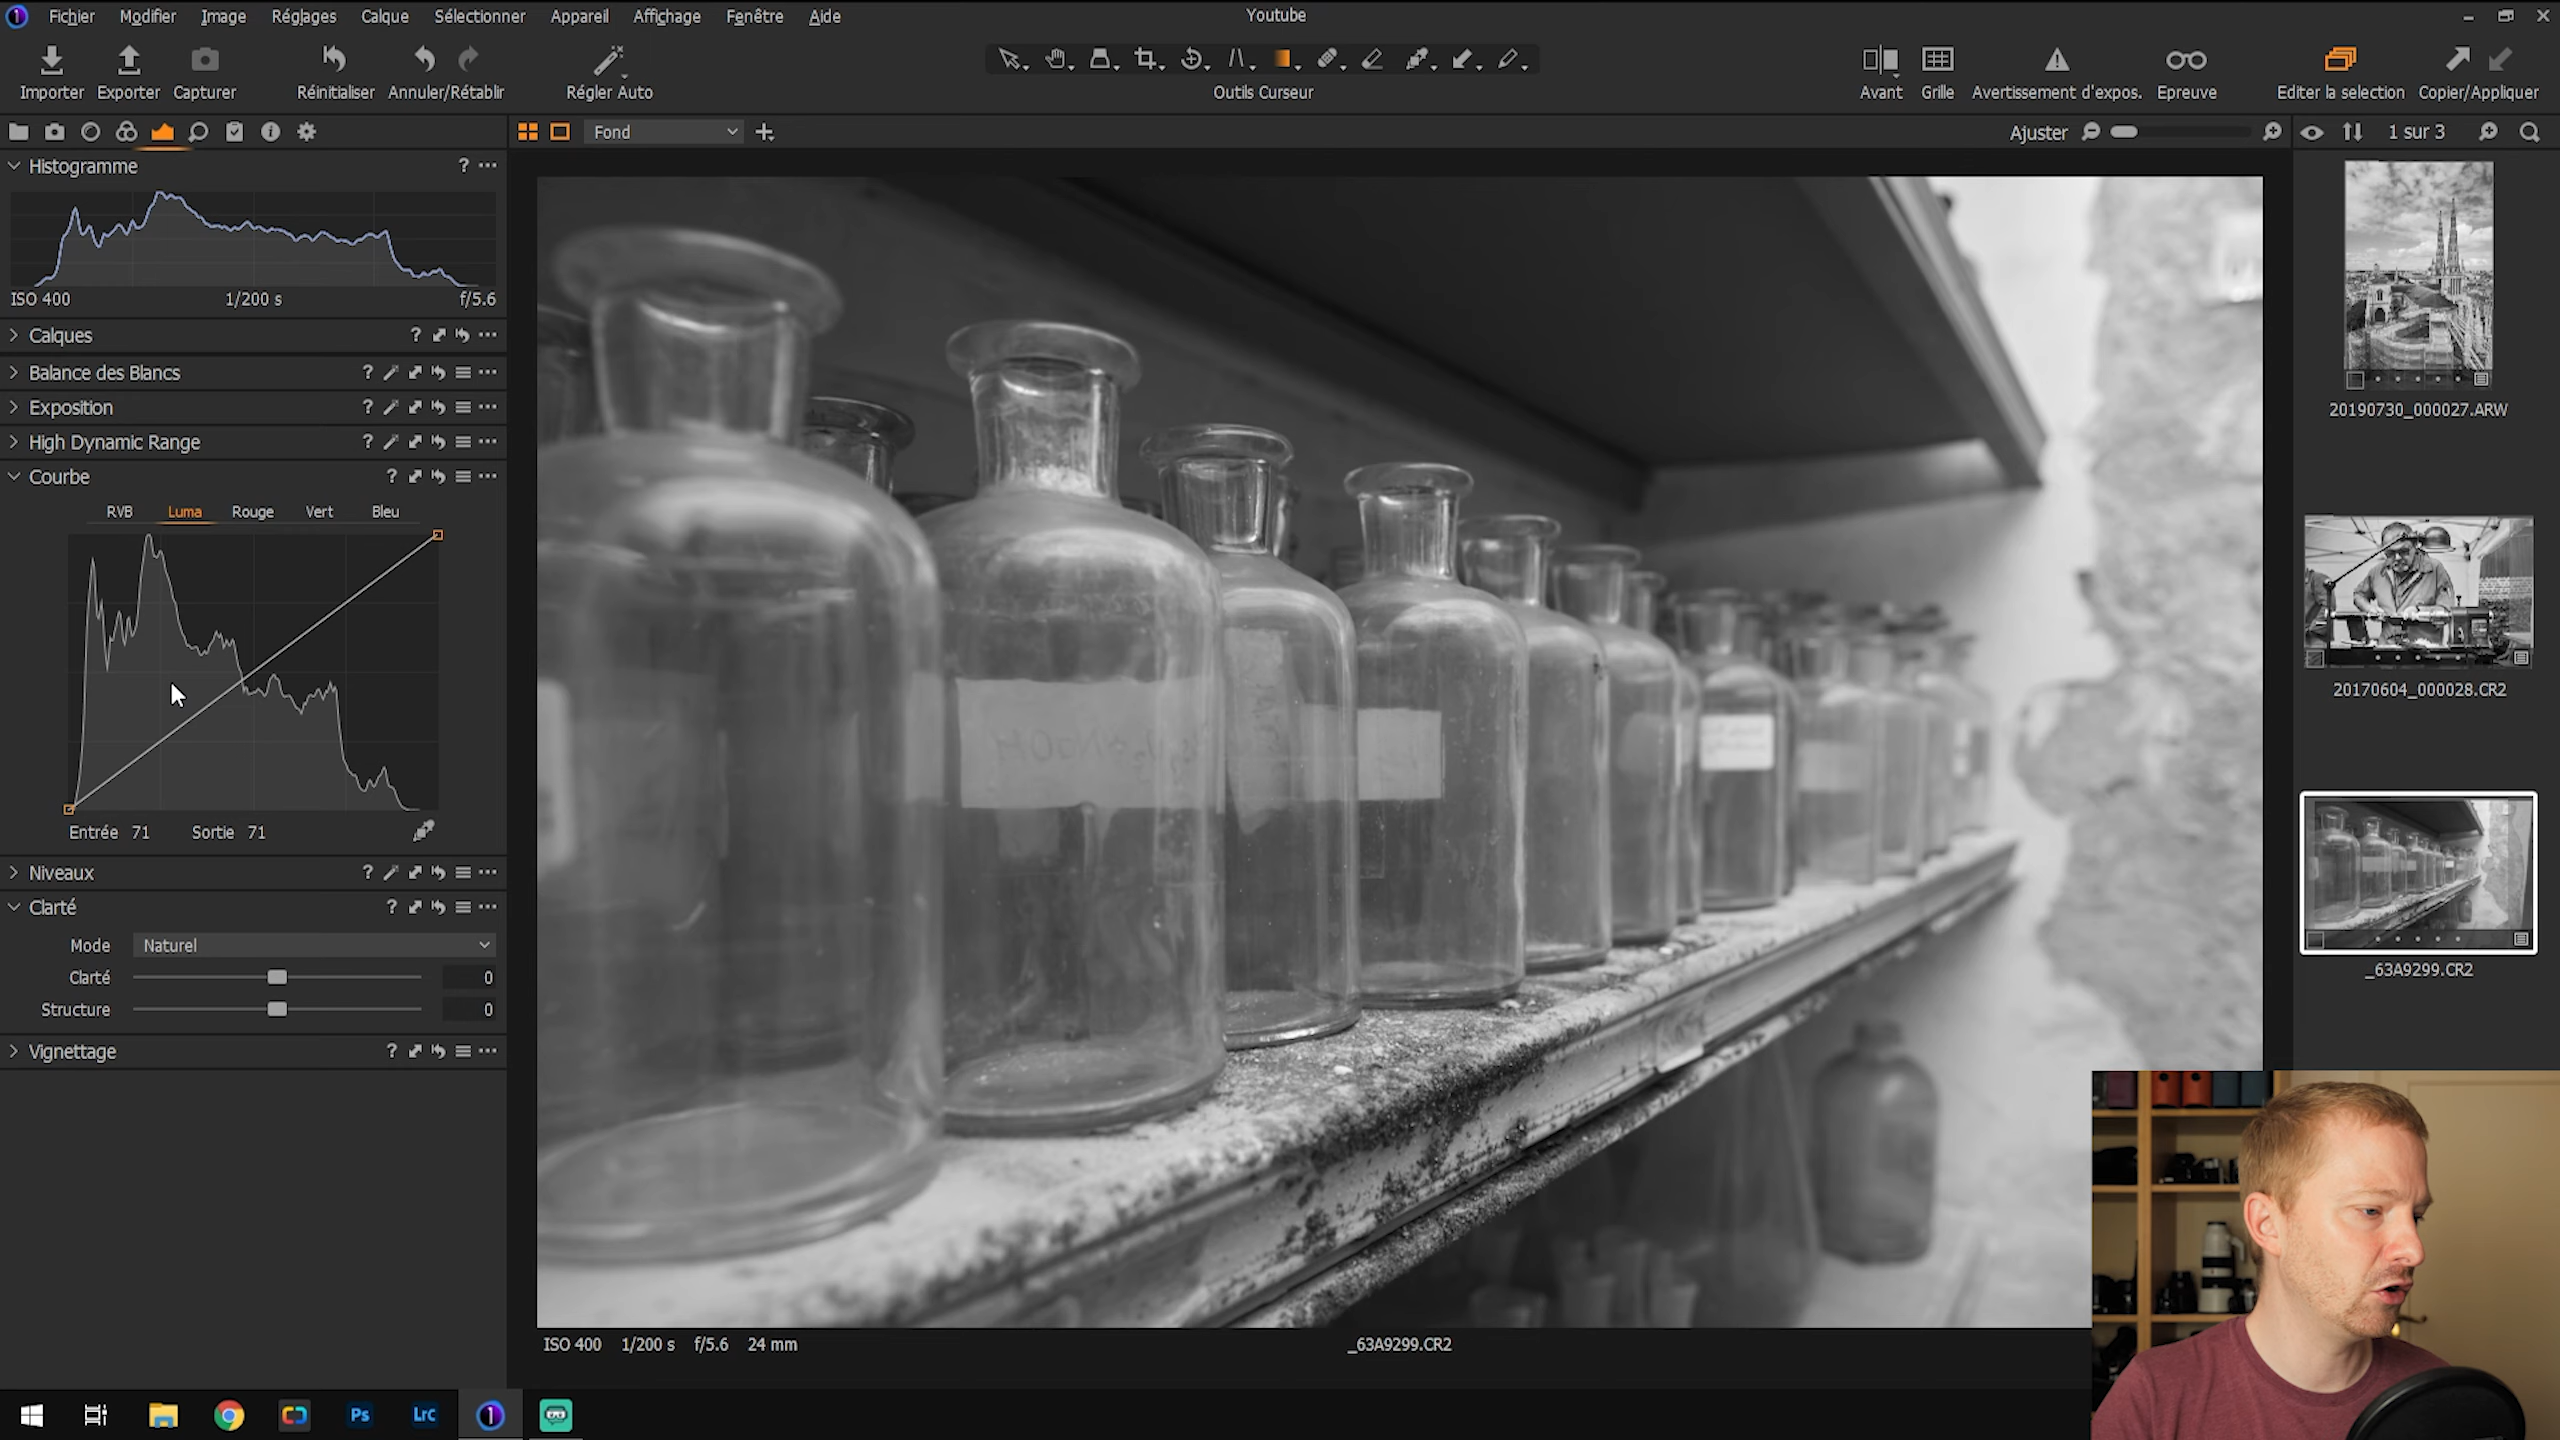 Fichier Modifier Image Réglages Calque Sélectionner Appareil Affichage Fenêtre Aide
Youtube
Importer Exporter Capturer Réinitialiser Annuler/Rétablir Régler Auto
Outils Curseur
Avant Grille Avertissement d'expos. Epreuve Editer la selection Copier/Appliquer
Fond
Ajuster
1 sur 3
Histogramme ?
ISO 400 1/200 s f/5.6
Calques ?
Balance des Blancs ?
Exposition ?
High Dynamic Range ?
Courbe ?
RVB Luma Rouge Vert Bleu
Entrée 71 Sortie 71
Niveaux ?
Clarté ?
Mode Naturel
Clarté 0
Structure 0
Vignettage ?
20190730_000027.ARW
20170604_000028.CR2
_63A9299.CR2
ISO 400 1/200 s f/5.6 24 mm
_63A9299.CR2
Ps
LrC